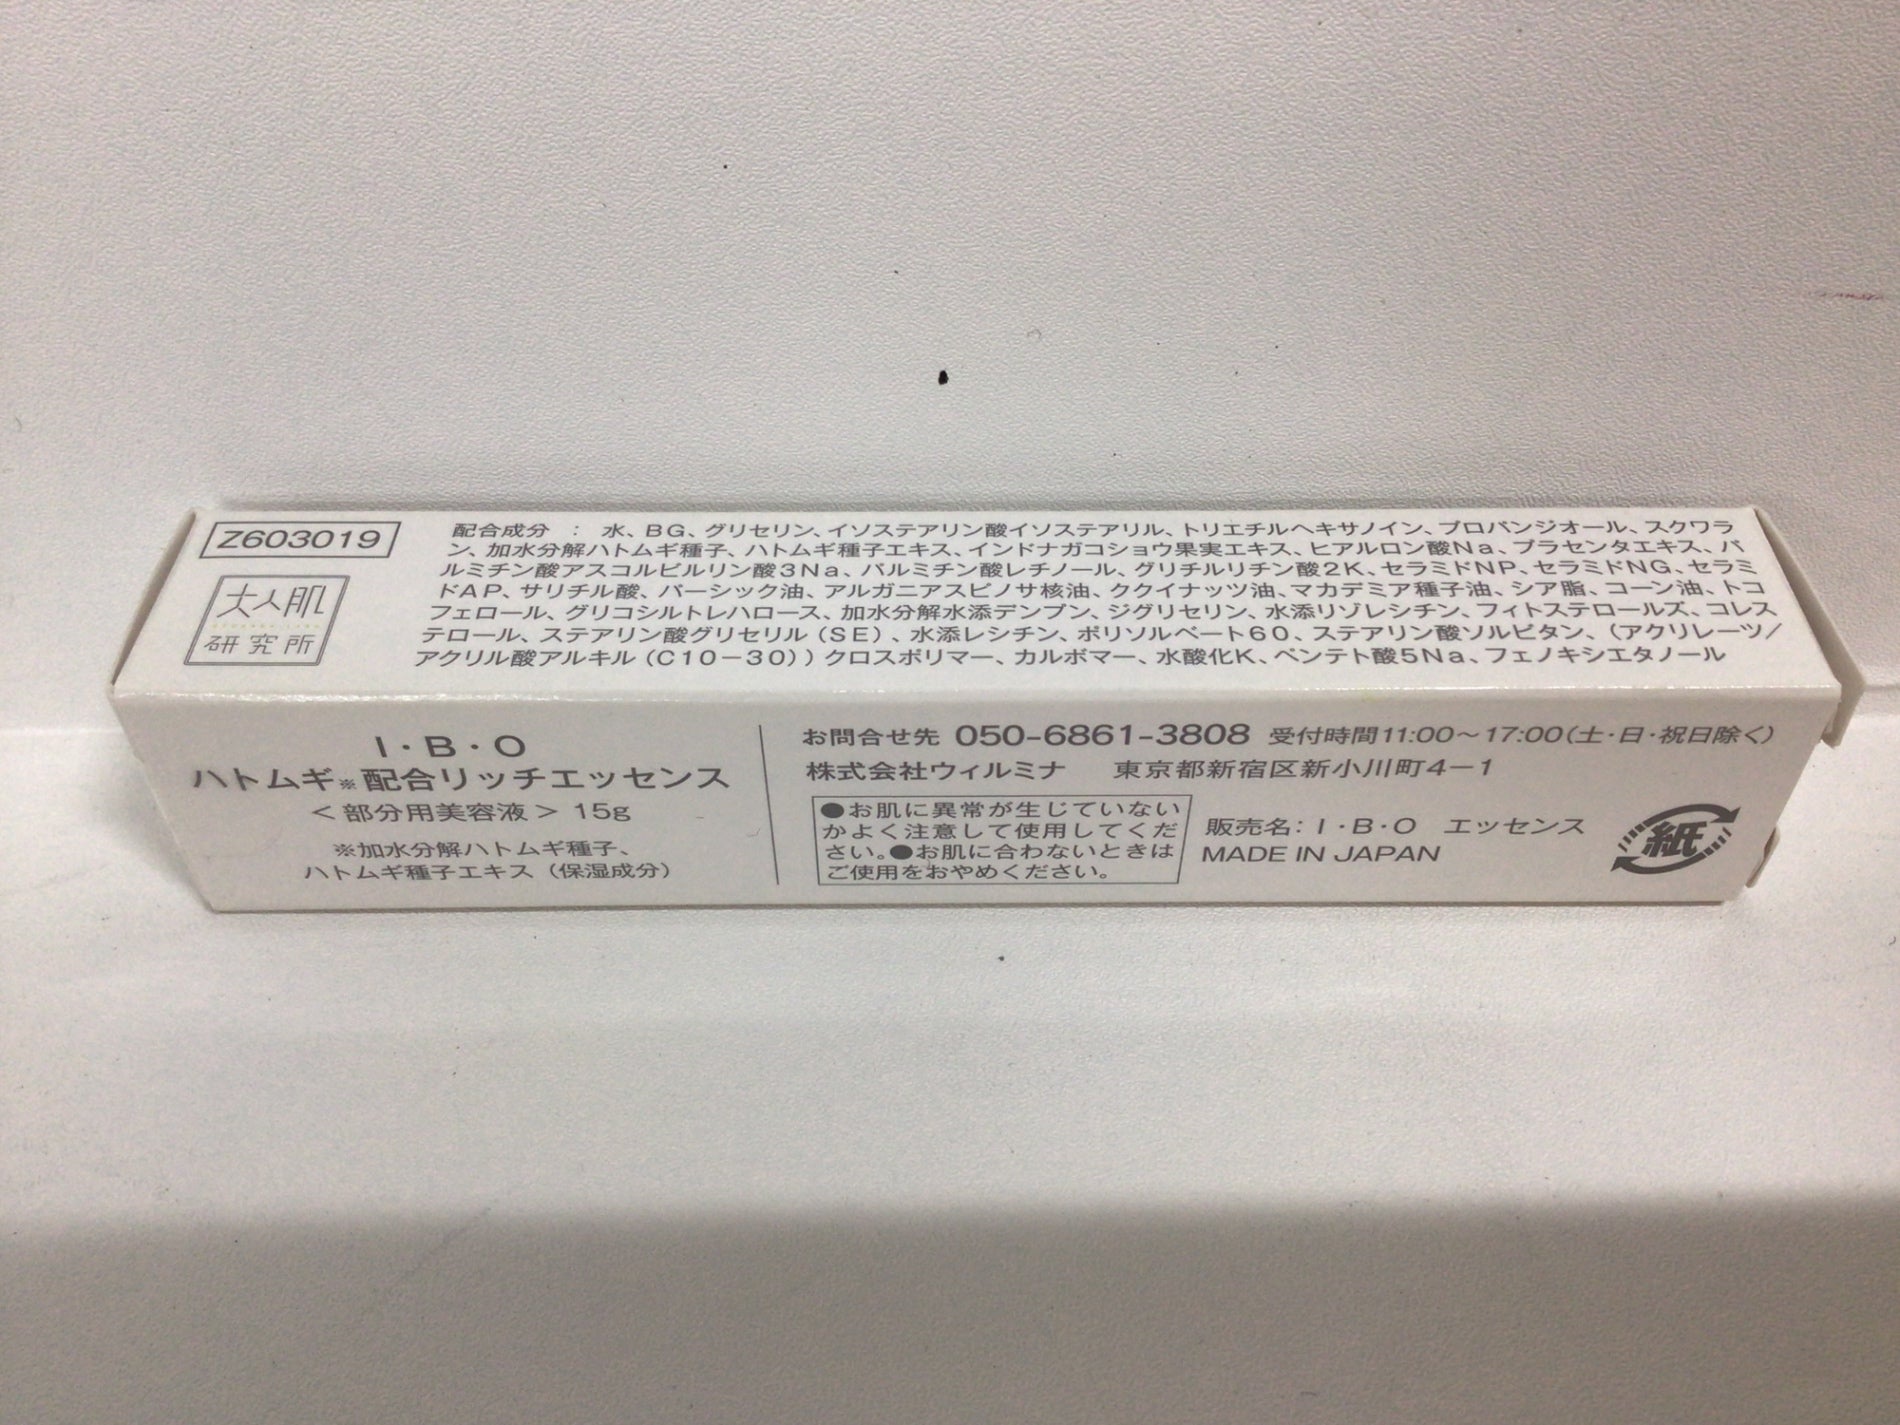 Z603019
大人肌
研究所
配合成分 : 水、BG、グリセリン、イソステアリン酸イソステアリル、トリエチルヘキサノイン、プロパンジオール、スクワラ
ン、加水分解ハトムギ種子、ハトムギ種子エキス、インドナガコショウ果実エキス、ヒアルロン酸Na、プラセンタエキス、パ
ルミチン酸アスコルビルリン酸3Na、パルミチン酸レチノール、グリチルリチン酸2K、セラミドNP、セラミドNG、セラミ
ドAP、サリチル酸、パーシック油、アルガニアスピノサ核油、ククイナッツ油、マカデミア種子油、シア脂、コーン油、トコ
フェロール、グリコシルトレハロース、加水分解水添デンプン、ジグリセリン、水添リゾレシチン、フィトステロールズ、コレス
テロール、ステアリン酸グリセリル(SE)、水添レシチン、ポリソルベート60、ステアリン酸ソルビタン、(アクリレーツ/
アクリル酸アルキル(C10-30))クロスポリマー、カルボマー、水酸化K、ペンテト酸5Na、フェノキシエタノール
I・B・O
ハトムギ※配合リッチエッセンス
<部分用美容液> 15g
※加水分解ハトムギ種子、
ハトムギ種子エキス(保湿成分)
お問合せ先 050-6861-3808 受付時間11:00～17:00(土・日・祝日除く)
株式会社ウィルミナ 東京都新宿区新小川町4-1
●お肌に異常が生じていない
かよく注意して使用してくだ
さい。●お肌に合わないときは
ご使用をおやめください。
販売名:I・B・O エッセンス
MADE IN JAPAN
紙